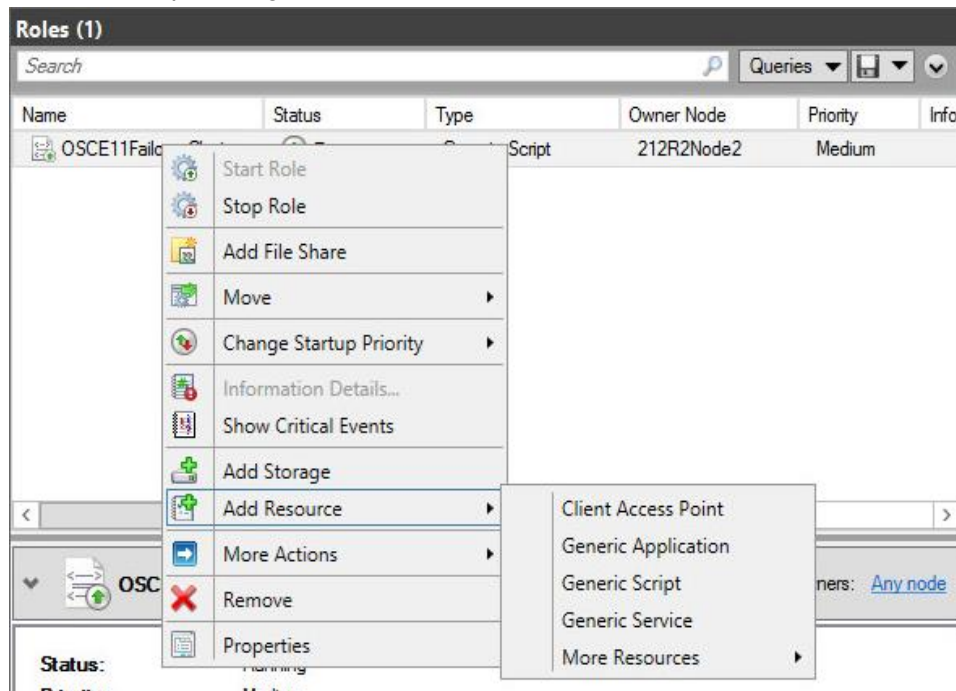 Roles (1)
Search
Queries
Name Status Type Owner Node Priority Info
OSCE11Failo Script 212R2Node2 Medium
Start Role
Stop Role
Add File Share
Move
Change Startup Priority
Information Details...
Show Critical Events
Add Storage
Add Resource
Client Access Point
Generic Application
Generic Script
Generic Service
More Resources
More Actions
Remove
Properties
OSC ners: Any node
Status: